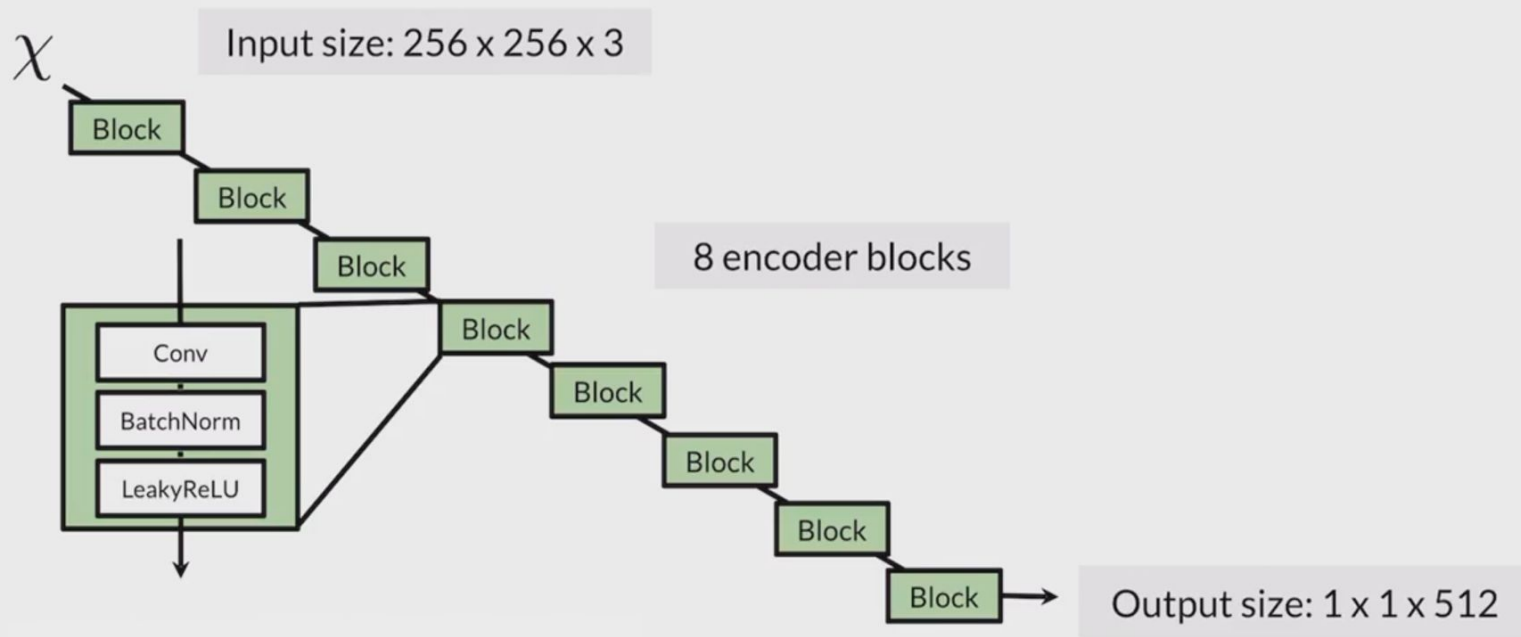 χ
Input size: 256 x 256 x 3
Block
Block
Block
8 encoder blocks
Block
Conv
BatchNorm
LeakyReLU
Block
Block
Block
Block
Output size: 1 x 1 x 512